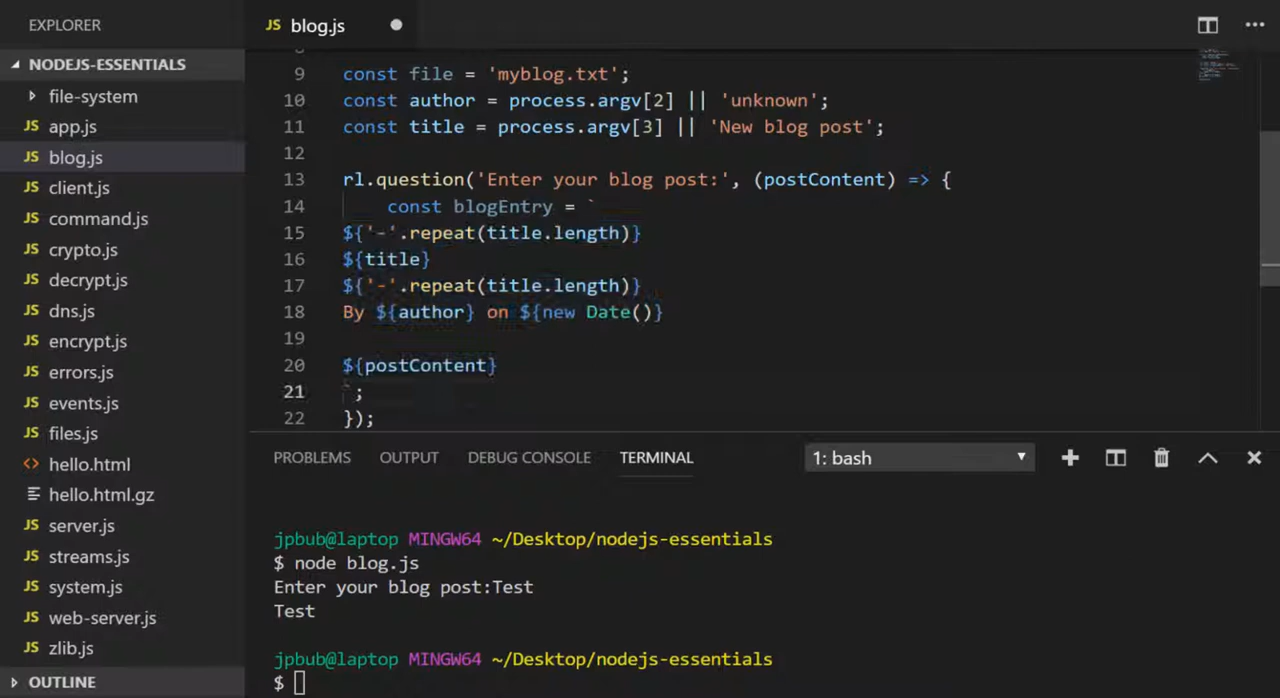 EXPLORER
NODEJS-ESSENTIALS
file-system
JS app.js
JS blog.js
JS client.js
JS command.js
JS crypto.js
JS decrypt.js
JS dns.js
JS encrypt.js
JS errors.js
JS events.js
JS files.js
<> hello.html
hello.html.gz
JS server.js
JS streams.js
JS system.js
JS web-server.js
JS zlib.js
OUTLINE
JS blog.js
9 const file = 'myblog.txt';
10 const author = process.argv[2] || 'unknown';
11 const title = process.argv[3] || 'New blog post';
12
13 rl.question('Enter your blog post:', (postContent) => {
14 const blogEntry = `
15 ${'-'.repeat(title.length)}
16 ${title}
17 ${'-'.repeat(title.length)}
18 By ${author} on ${new Date()}
19
20 ${postContent}
21 `;
22 });
PROBLEMS OUTPUT DEBUG CONSOLE TERMINAL 1: bash
jpbub@laptop MINGW64 ~/Desktop/nodejs-essentials
$ node blog.js
Enter your blog post:Test
Test
jpbub@laptop MINGW64 ~/Desktop/nodejs-essentials
$